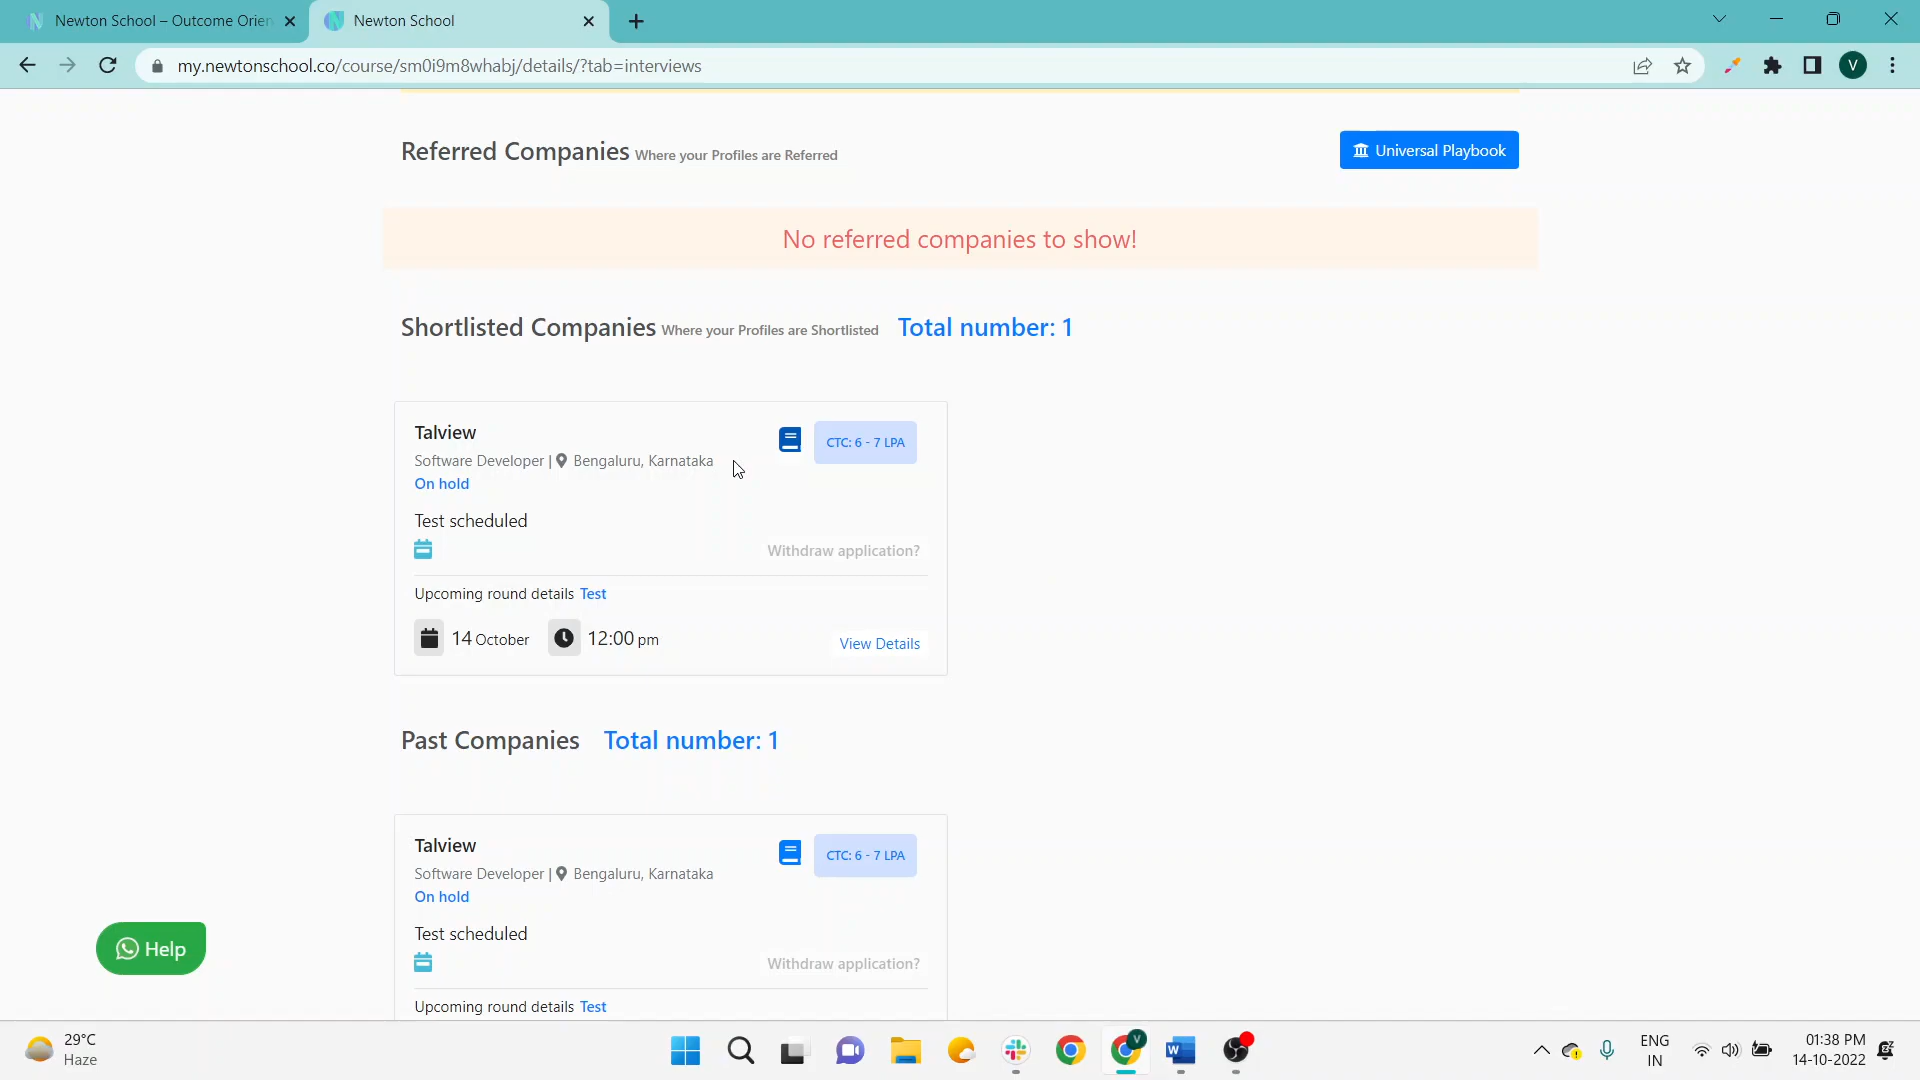 Newton School – Outcome Orien
Newton School
my.newtonschool.co/course/sm0i9m8whabj/details/?tab=interviews
V
Referred Companies Where your Profiles are Referred
Universal Playbook
No referred companies to show!
Shortlisted Companies Where your Profiles are Shortlisted Total number: 1
Talview
CTC: 6 - 7 LPA
Software Developer | Bengaluru, Karnataka
On hold
Test scheduled
Withdraw application?
Upcoming round details Test
14 October 12:00 pm
View Details
Past Companies Total number: 1
Talview
CTC: 6 - 7 LPA
Software Developer | Bengaluru, Karnataka
On hold
Test scheduled
Withdraw application?
Upcoming round details Test
Help
29°C
Haze
V
W
ENG
IN
01:38 PM
14-10-2022